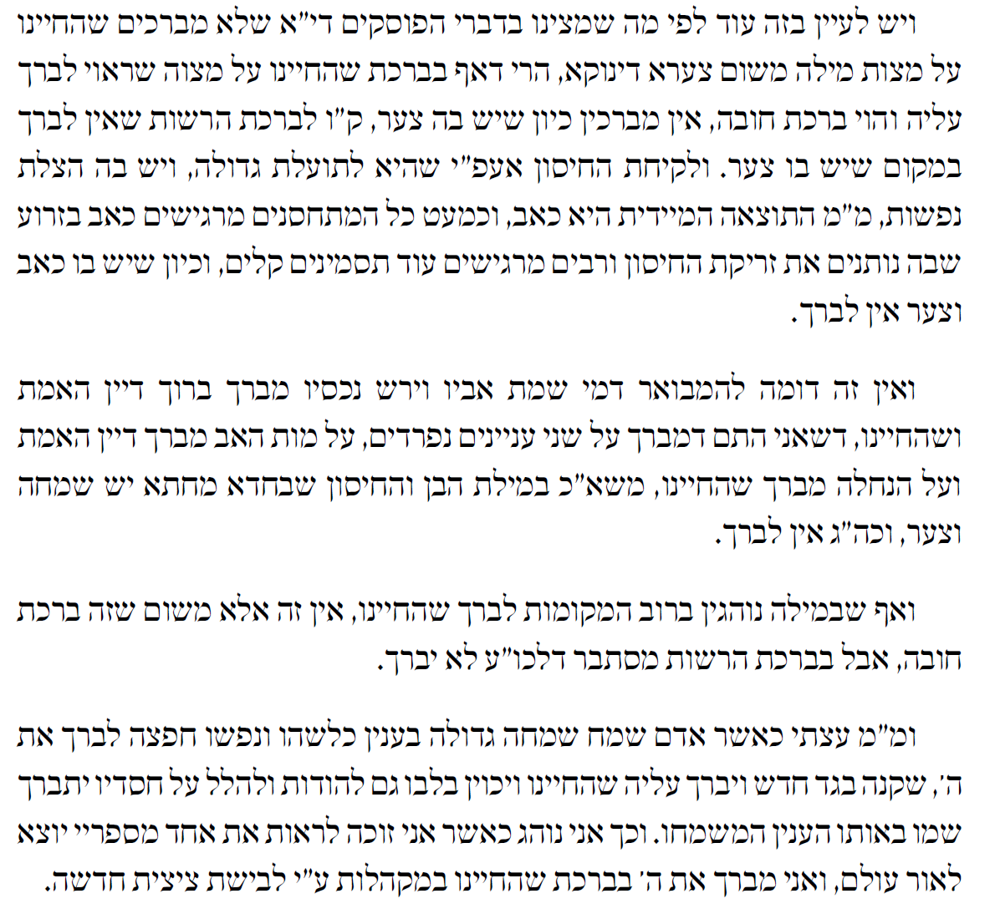 ויש לעיין בזה עוד לפי מה שמצינו בדברי הפוסקים די״א שלא מברכים שהחיינו
על מצות מילה משום צערא דינוקא, הרי דאף בברכת שהחיינו על מצוה שראוי לברך
עליה והוי ברכת חובה, אין מברכין כיון שיש בה צער, ק״ו לברכת הרשות שאין לברך
במקום שיש בו צער. ולקיחת החיסון אעפ״י שהיא לתועלת גדולה, ויש בה הצלת
נפשות, מ״מ התוצאה המיידית היא כאב, וכמעט כל המתחסנים מרגישים כאב בזרוע
שבה נותנים את זריקת החיסון ורבים מרגישים עוד תסמינים קלים, וכיון שיש בו כאב
וצער אין לברך.
ואין זה דומה להמבואר דמי שמת אביו וירש נכסיו מברך ברוך דיין האמת
ושהחיינו, דשאני התם דמברך על שני עניינים נפרדים, על מות האב מברך דיין האמת
ועל הנחלה מברך שהחיינו, משא״כ במילת הבן והחיסון שבחדא מחתא יש שמחה
וצער, וכה״ג אין לברך.
ואף שבמילה נוהגין ברוב המקומות לברך שהחיינו, אין זה אלא משום שזה ברכת
חובה, אבל בברכת הרשות מסתבר דלכו״ע לא יברך.
ומ״מ עצתי כאשר אדם שמח שמחה גדולה בענין כלשהו ונפשו חפצה לברך את
ה׳, שקנה בגד חדש ויברך עליה שהחיינו ויכוין בלבו גם להודות ולהלל על חסדיו יתברך
שמו באותו הענין המשמחו. וכך אני נוהג כאשר אני זוכה לראות את אחד מספריי יוצא
לאור עולם, ואני מברך את ה׳ בברכת שהחיינו במקהלות ע״י לבישת ציצית חדשה.